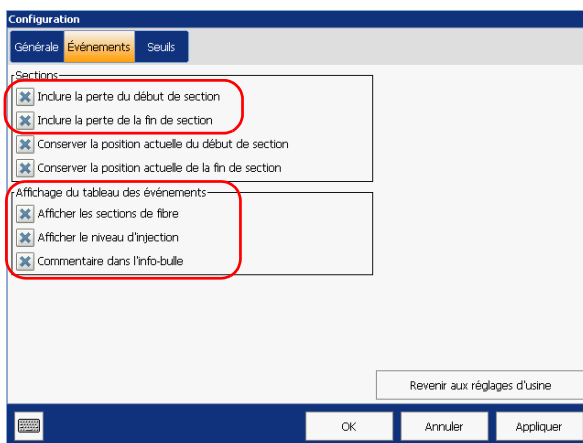 Configuration
Générale Événements Seuils
Sections
Inclure la perte du début de section
Inclure la perte de la fin de section
Conserver la position actuelle du début de section
Conserver la position actuelle de la fin de section
Affichage du tableau des événements
Afficher les sections de fibre
Afficher le niveau d'injection
Commentaire dans l'info-bulle
Revenir aux réglages d'usine
OK Annuler Appliquer